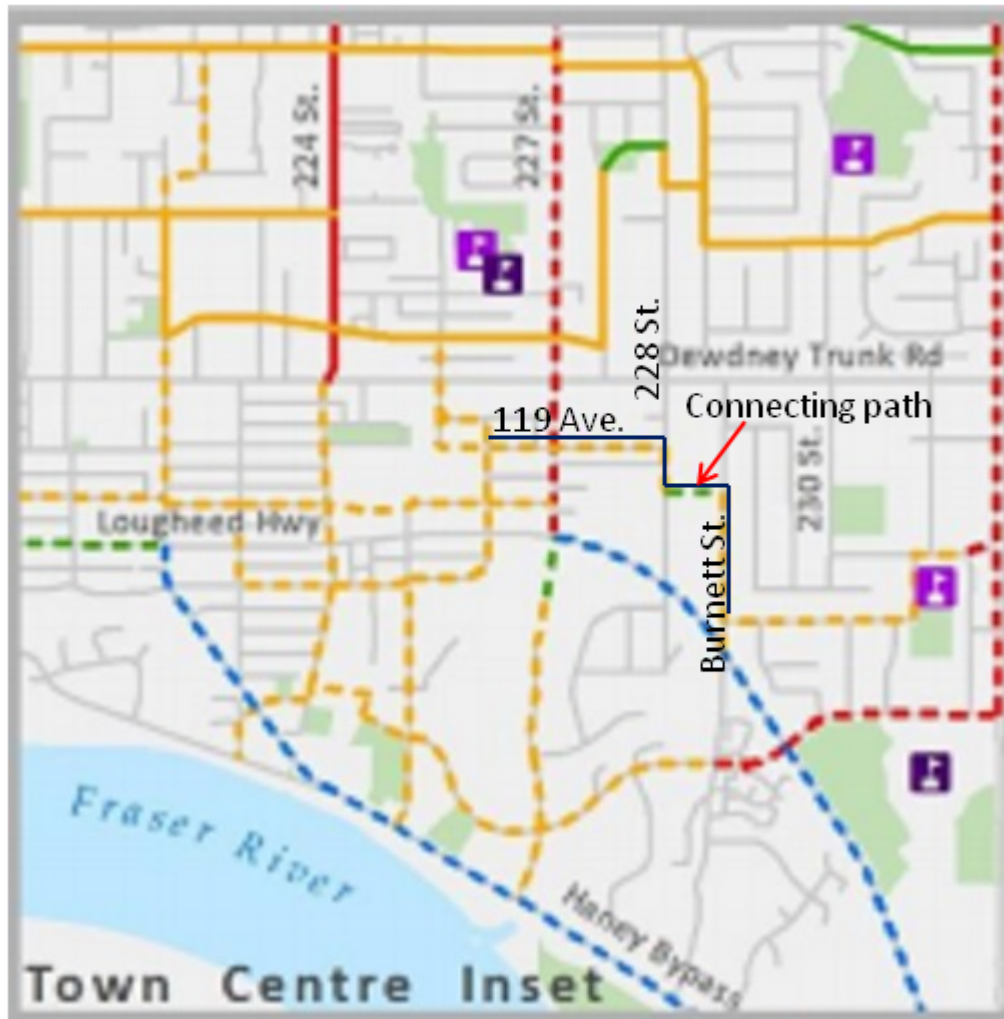 224 St.
227 St.
228 St.
Dewdney Trunk Rd
119 Ave.
Connecting path
230 St.
Lougheed Hwy
Burnett St.
Fraser River
Haney Bypass
Town Centre Inset